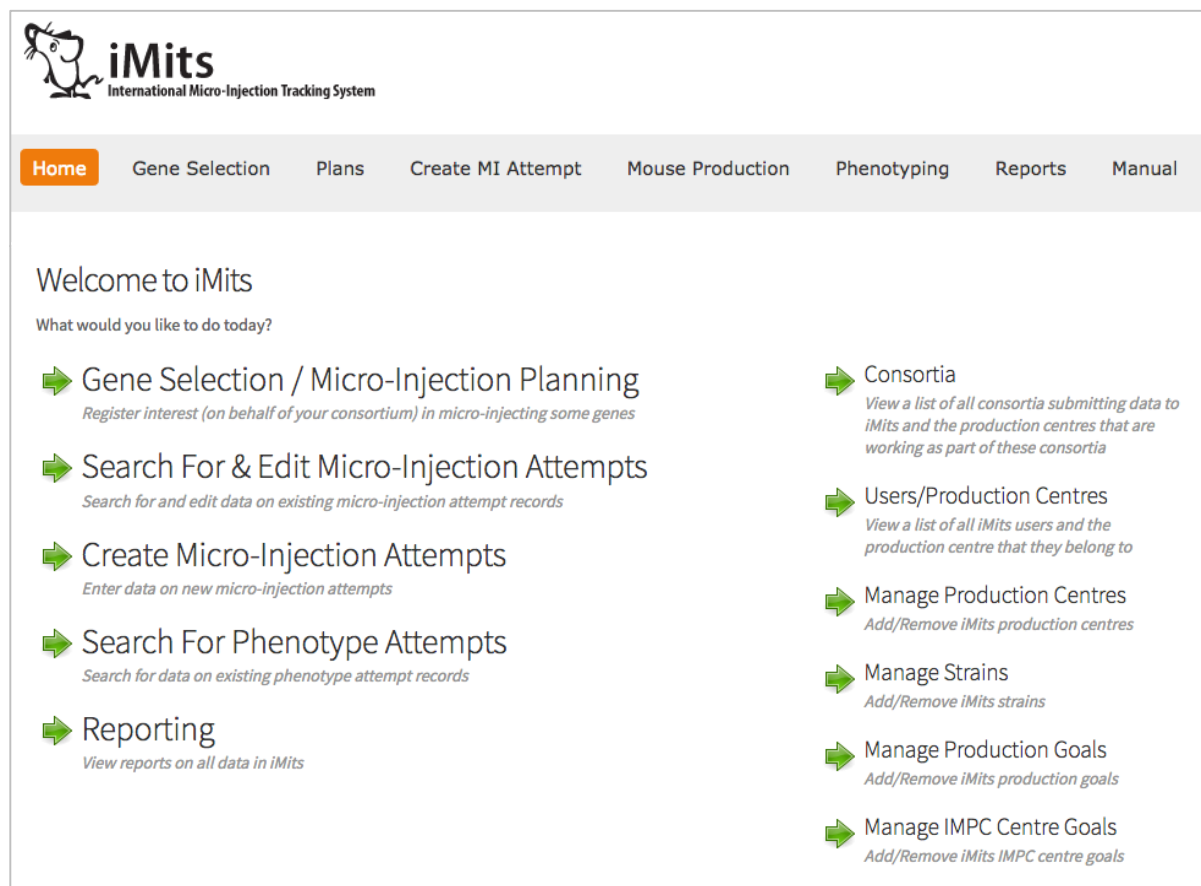 iMits
International Micro-Injection Tracking System
Home Gene Selection Plans Create MI Attempt Mouse Production Phenotyping Reports Manual
Welcome to iMits
What would you like to do today?
Gene Selection / Micro-Injection Planning
Register interest (on behalf of your consortium) in micro-injecting some genes
Search For & Edit Micro-Injection Attempts
Search for and edit data on existing micro-injection attempt records
Create Micro-Injection Attempts
Enter data on new micro-injection attempts
Search For Phenotype Attempts
Search for data on existing phenotype attempt records
Reporting
View reports on all data in iMits
Consortia
View a list of all consortia submitting data to
iMits and the production centres that are
working as part of these consortia
Users/Production Centres
View a list of all iMits users and the
production centre that they belong to
Manage Production Centres
Add/Remove iMits production centres
Manage Strains
Add/Remove iMits strains
Manage Production Goals
Add/Remove iMits production goals
Manage IMPC Centre Goals
Add/Remove iMits IMPC centre goals